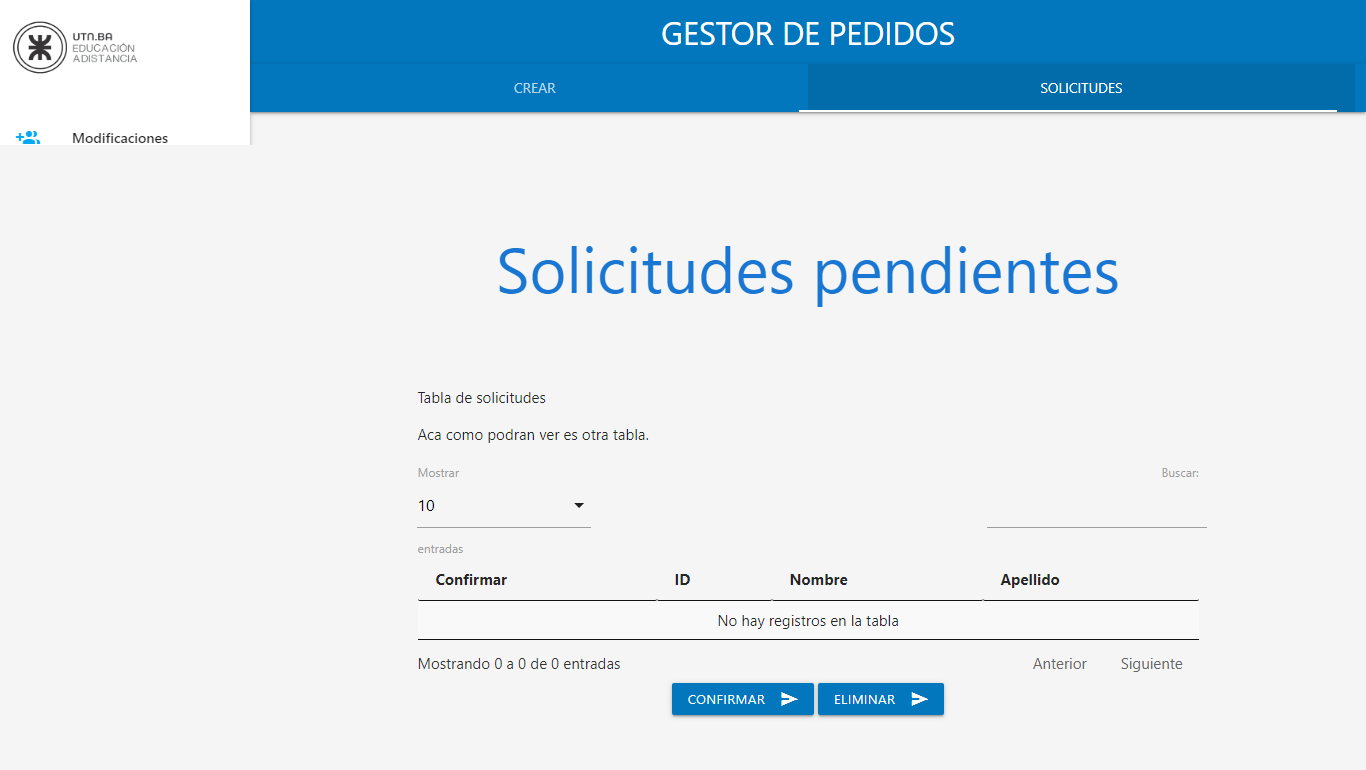 UTN.BA
EDUCACIÓN
ADISTANCIA
GESTOR DE PEDIDOS
CREAR
SOLICITUDES
Modificaciones
Solicitudes pendientes
Tabla de solicitudes
Aca como podran ver es otra tabla.
Mostrar
Buscar:
10
entradas
Confirmar ID Nombre Apellido
No hay registros en la tabla
Mostrando 0 a 0 de 0 entradas
Anterior Siguiente
CONFIRMAR ELIMINAR